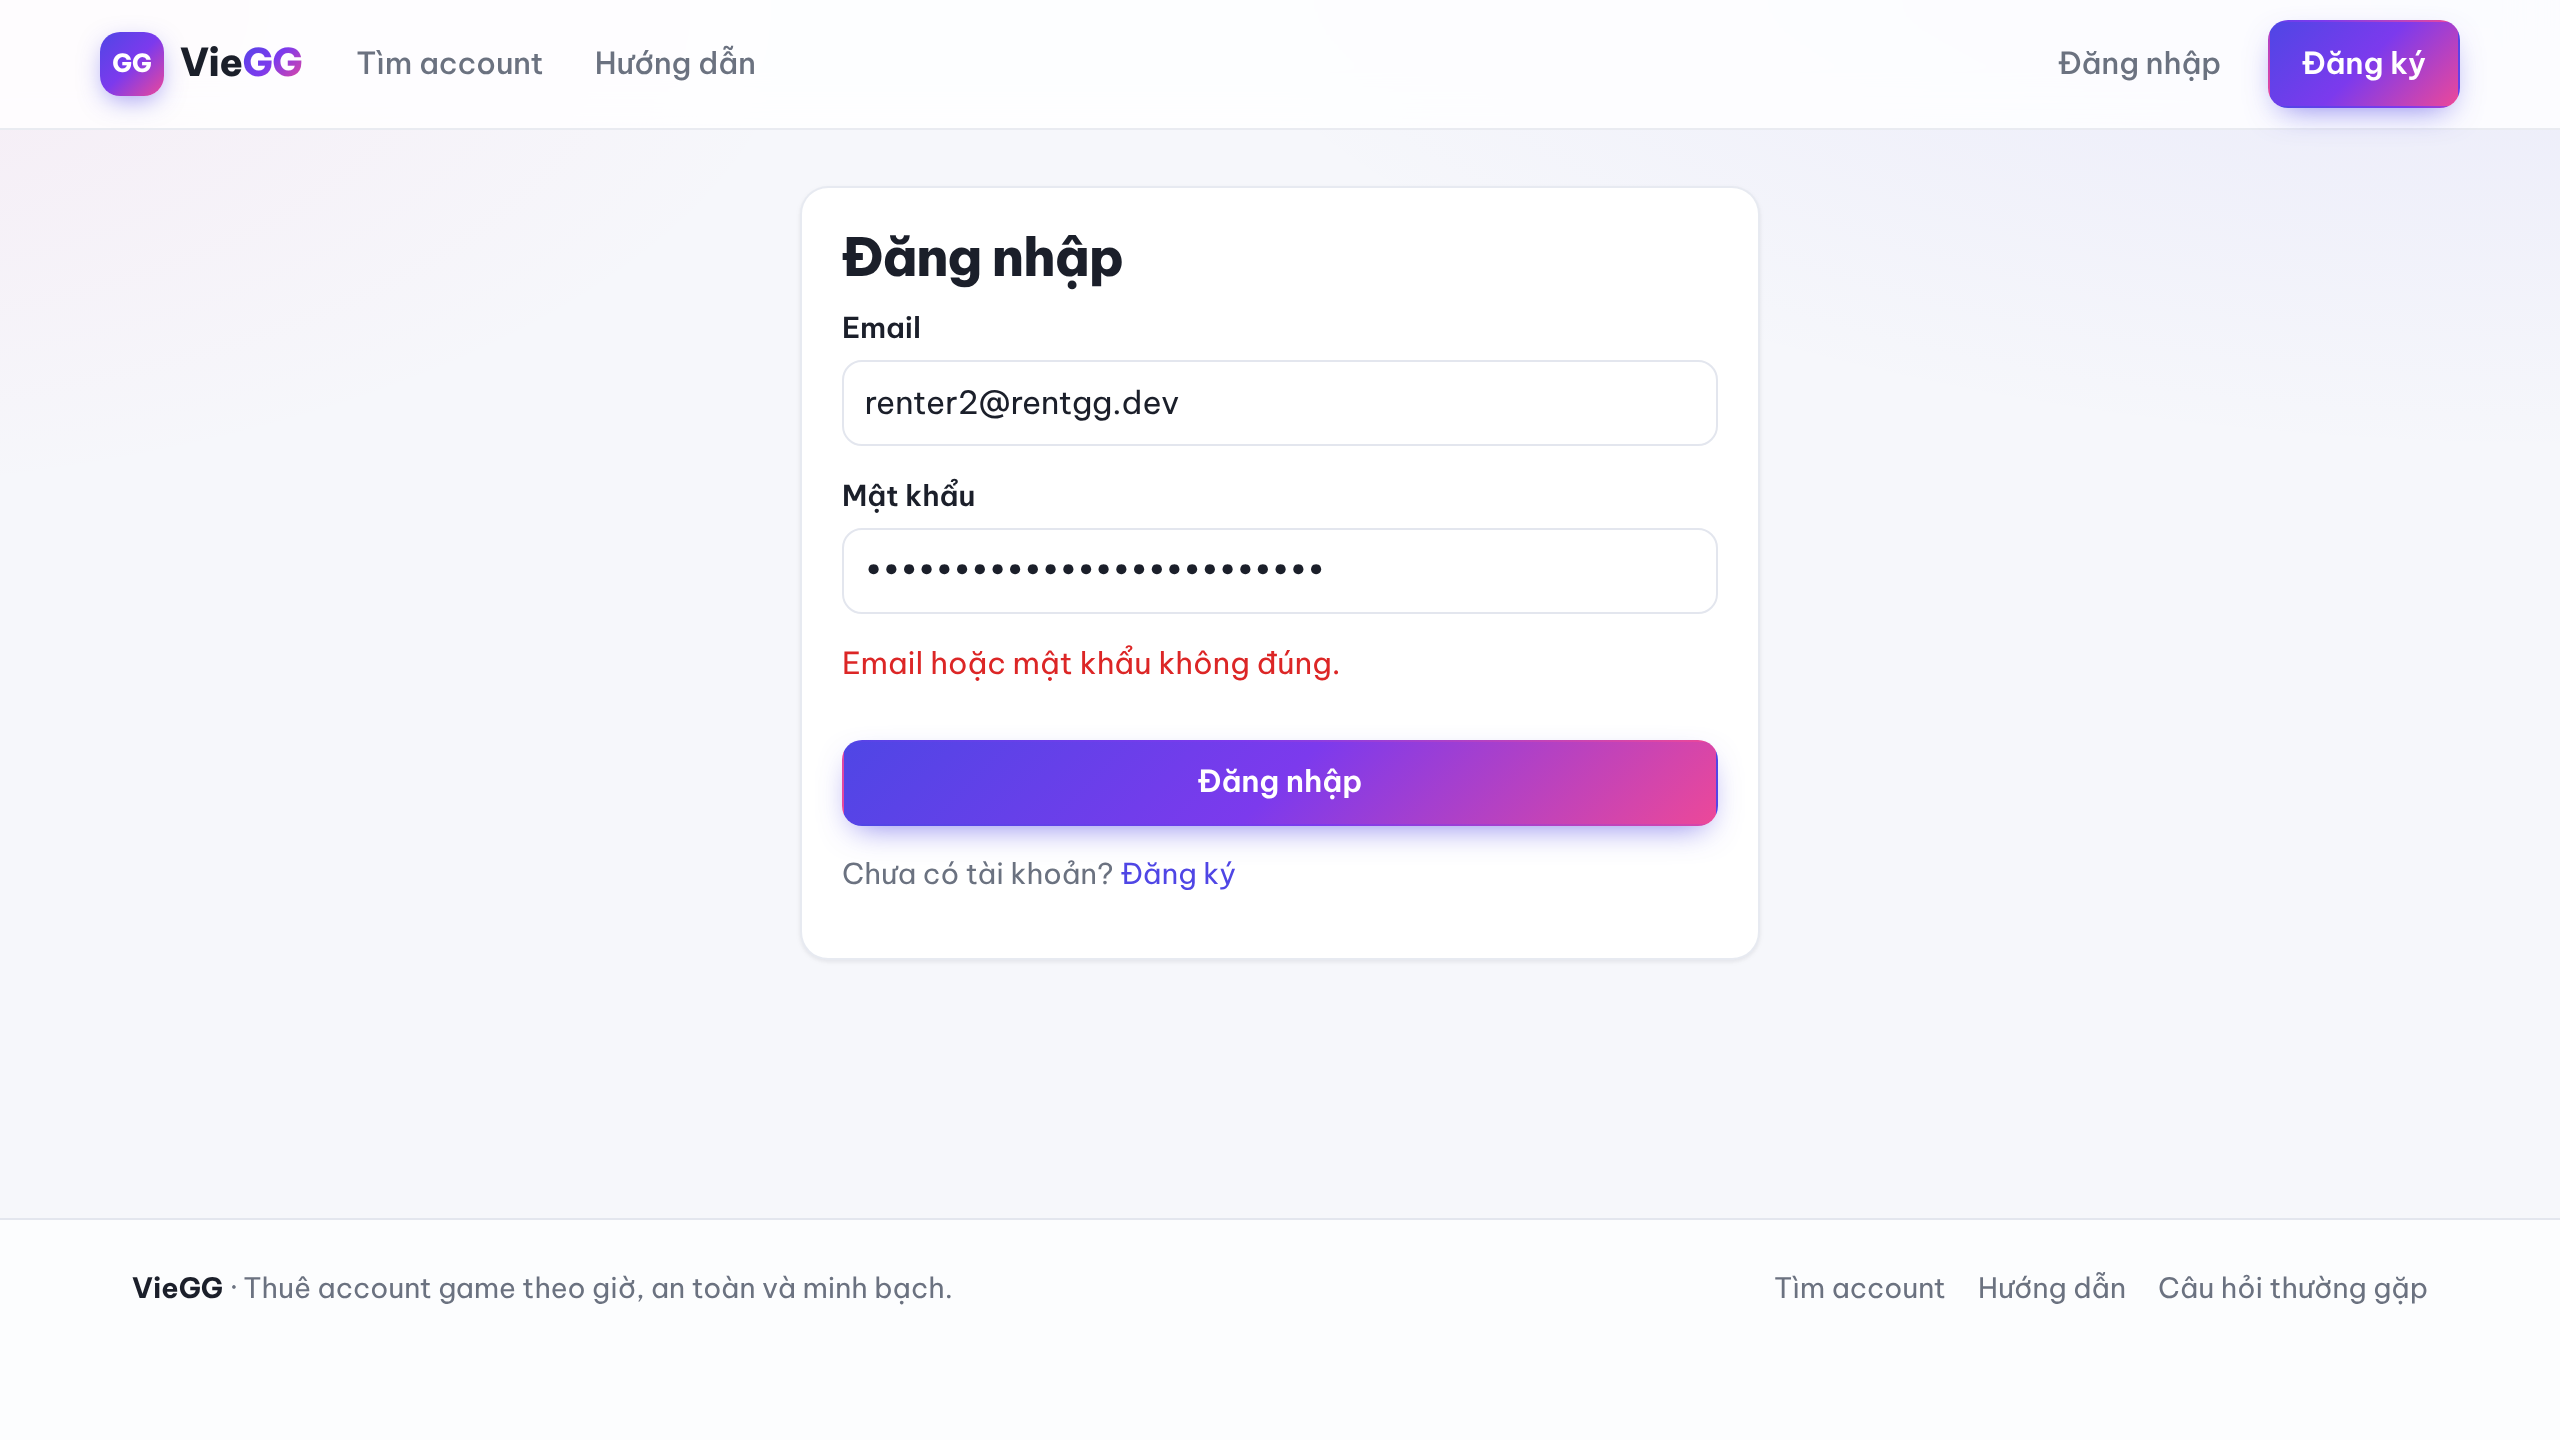 GG VieGG Tìm account Hướng dẫn Đăng nhập Đăng ký
Đăng nhập
Email
renter2@rentgg.dev
Mật khẩu
••••••••••••••••••••••••••
Email hoặc mật khẩu không đúng.
Đăng nhập
Chưa có tài khoản? Đăng ký
VieGG · Thuê account game theo giờ, an toàn và minh bạch. Tìm account Hướng dẫn Câu hỏi thường gặp